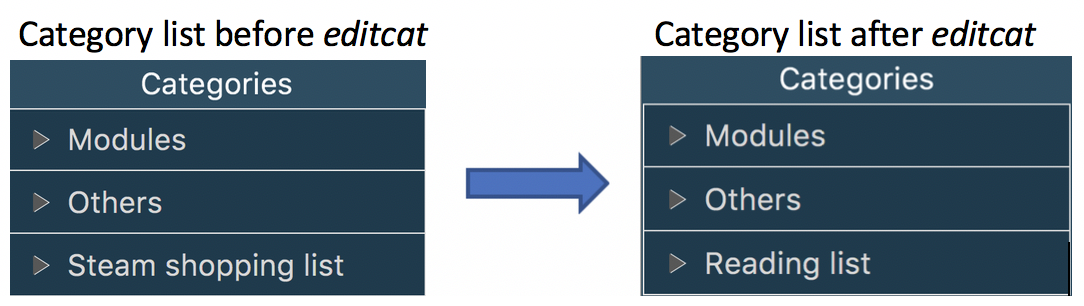 Category list before editcat
Categories
Modules
Others
Steam shopping list
Category list after editcat
Categories
Modules
Others
Reading list